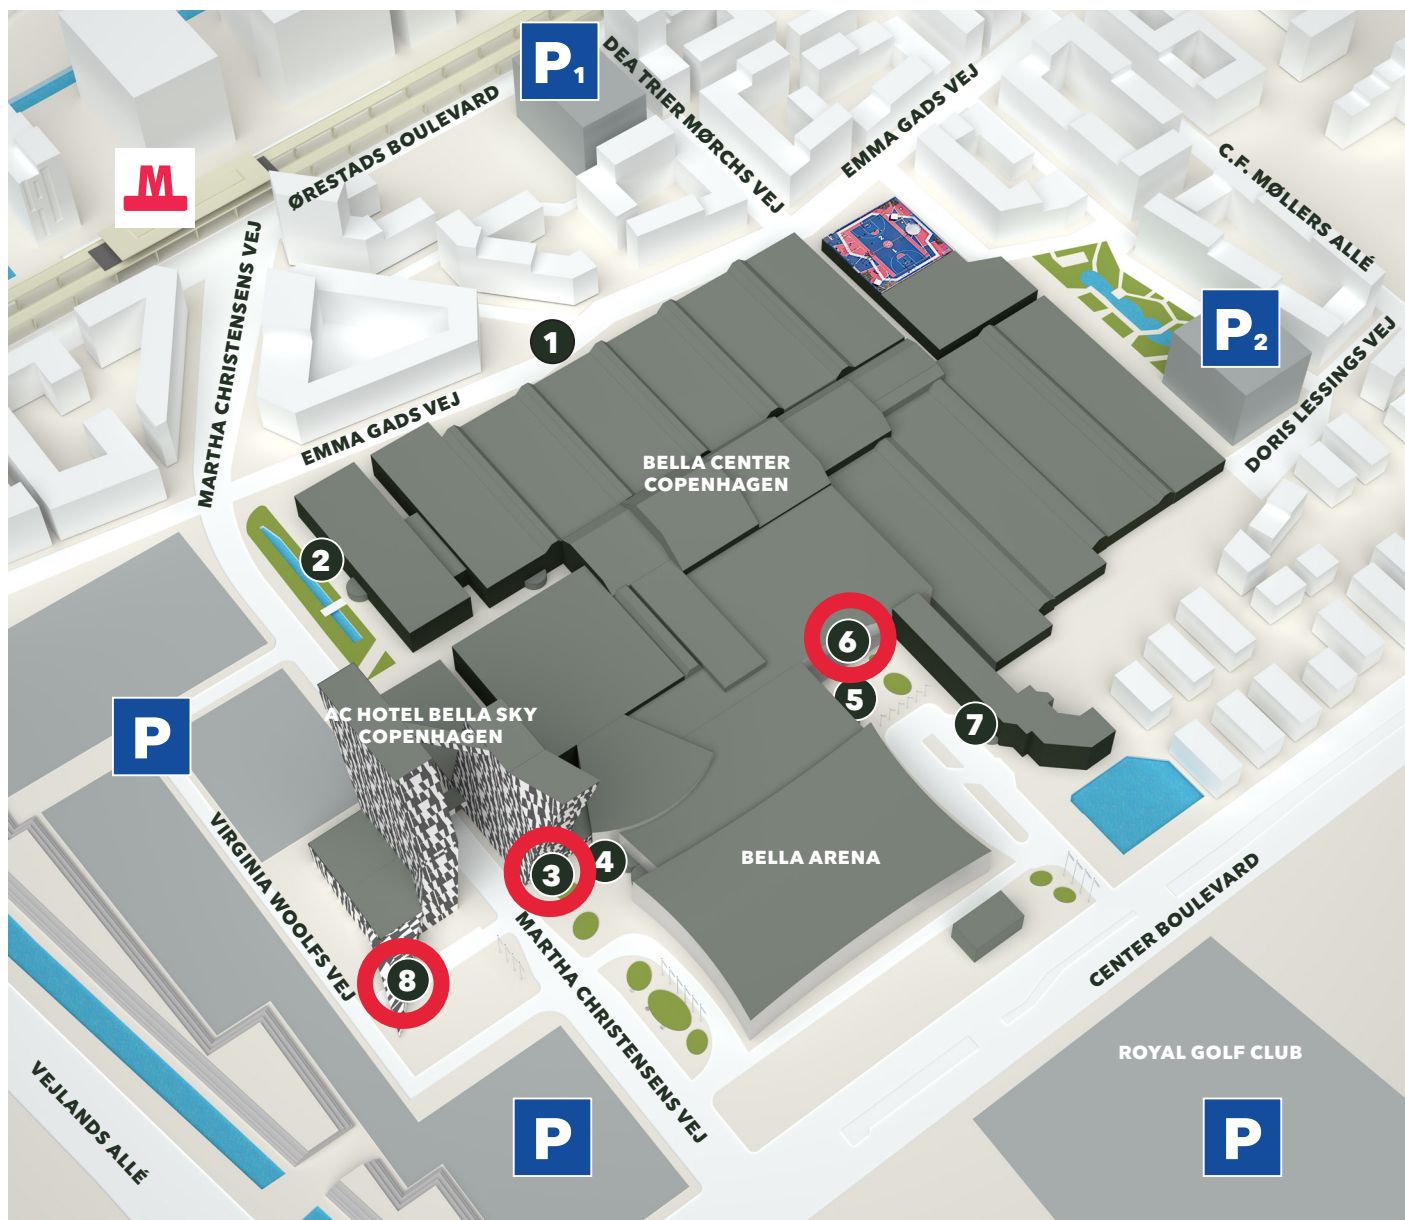 P1
DEA TRIER MØRCHS VEJ
EMMA GADS VEJ
ØRESTADS BOULEVARD
C.F. MØLLERS ALLÉ
M
MARTHA CHRISTENSENS VEJ
P2
DORIS LESSINGS VEJ
1
EMMA GADS VEJ
BELLA CENTER
COPENHAGEN
2
6
5
7
AC HOTEL BELLA SKY
COPENHAGEN
P
VIRGINIA WOOLFS VEJ
BELLA ARENA
3
4
8
MARTHA CHRISTENSENS VEJ
CENTER BOULEVARD
ROYAL GOLF CLUB
VEJLANDS ALLÉ
P
P